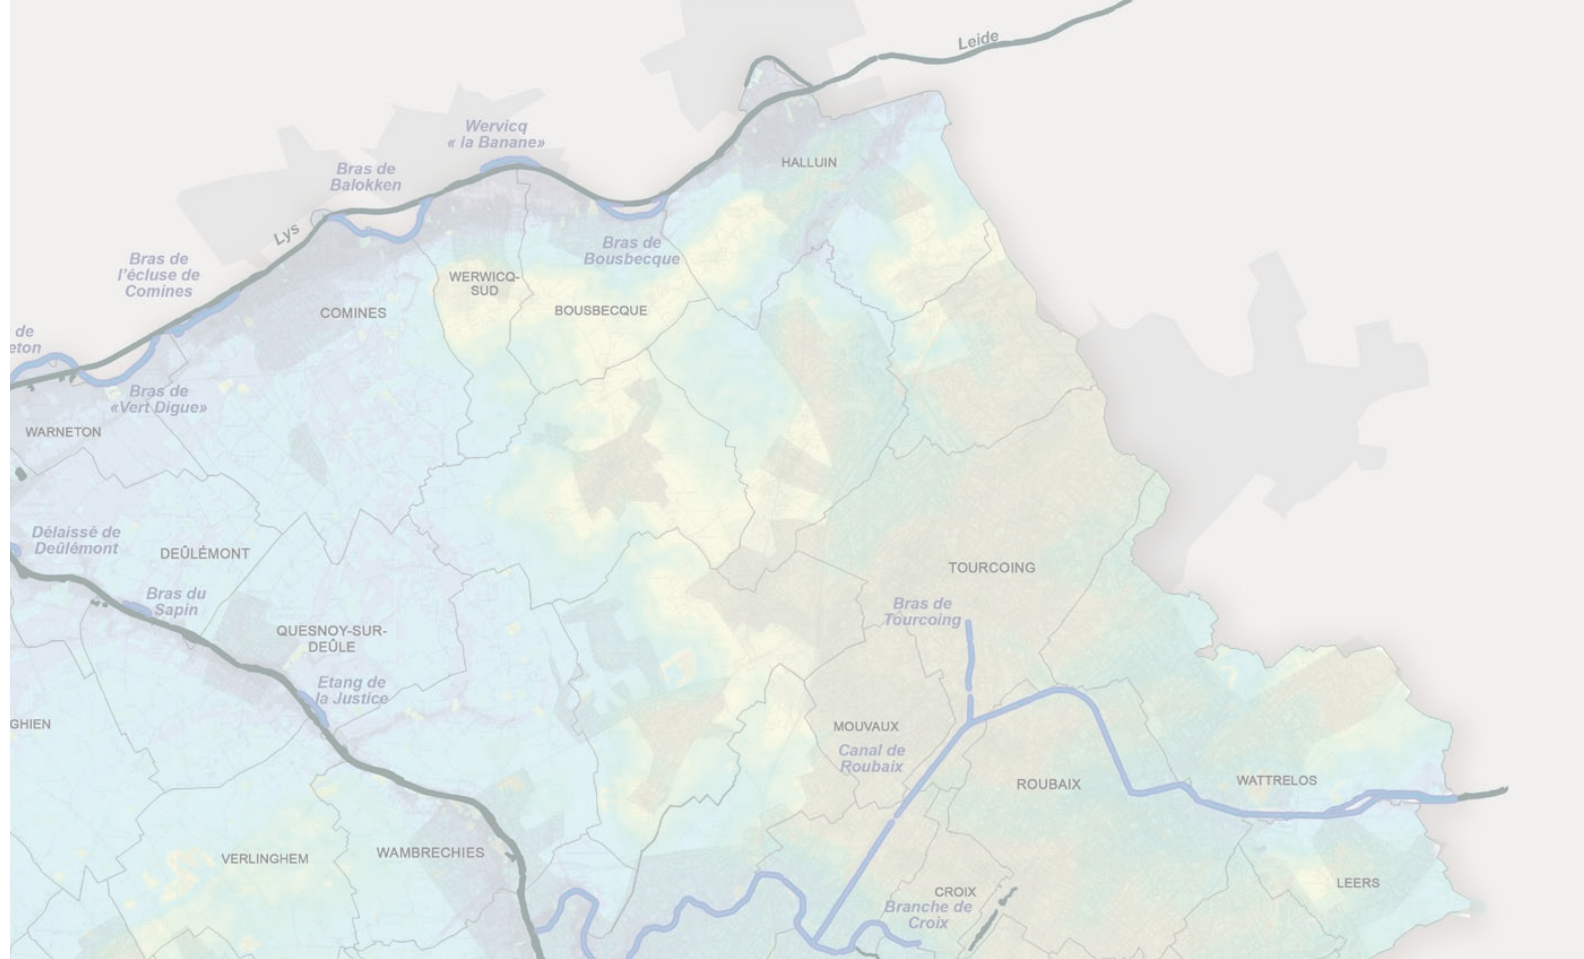 Leide
Wervicq
« la Banane»
HALLUIN
Bras de
Balokken
Lys
Bras de
Bousbecque
Bras de
l'écluse de
Comines
WERWICQ-
SUD
COMINES
BOUSBECQUE
de
eton
Bras de
«Vert Digue»
WARNETON
Délaissé de
Deûlémont
DEÛLÉMONT
TOURCOING
Bras du
Sapin
Bras de
Tourcoing
QUESNOY-SUR-
DEÛLE
Etang de
la Justice
GHIEN
MOUVAUX
Canal de
Roubaix
ROUBAIX
WATTRELOS
VERLINGHEM
WAMBRECHIES
LEERS
CROIX
Branche de
Croix